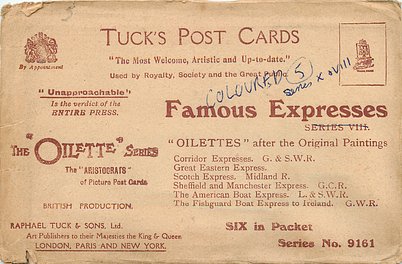 TUCK'S POST CARDS
By Appointment
"The Most Welcome, Artistic and Up-to-date."
Used by Royalty, Society and the Great Public.
COLOURED 5
Series XXVIII
"Unapproachable"
Is the verdict of the
ENTIRE PRESS.
Famous Expresses
SERIES VIII.
THE "OILETTE" SERIES
The "ARISTOCRATS"
of Picture Post Cards
"OILETTES" after the Original Paintings
Corridor Expresses. G. & S.W.R.
Great Eastern Express.
Scotch Express. Midland R.
Sheffield and Manchester Express. G.C.R.
The American Boat Express. L. & S.W.R.
The Fishguard Boat Express to Ireland. G.W.R.
BRITISH PRODUCTION.
RAPHAEL TUCK & SONS, Ltd.
Art Publishers to their Majesties the King & Queen
LONDON, PARIS AND NEW YORK.
SIX in Packet
Series No. 9161